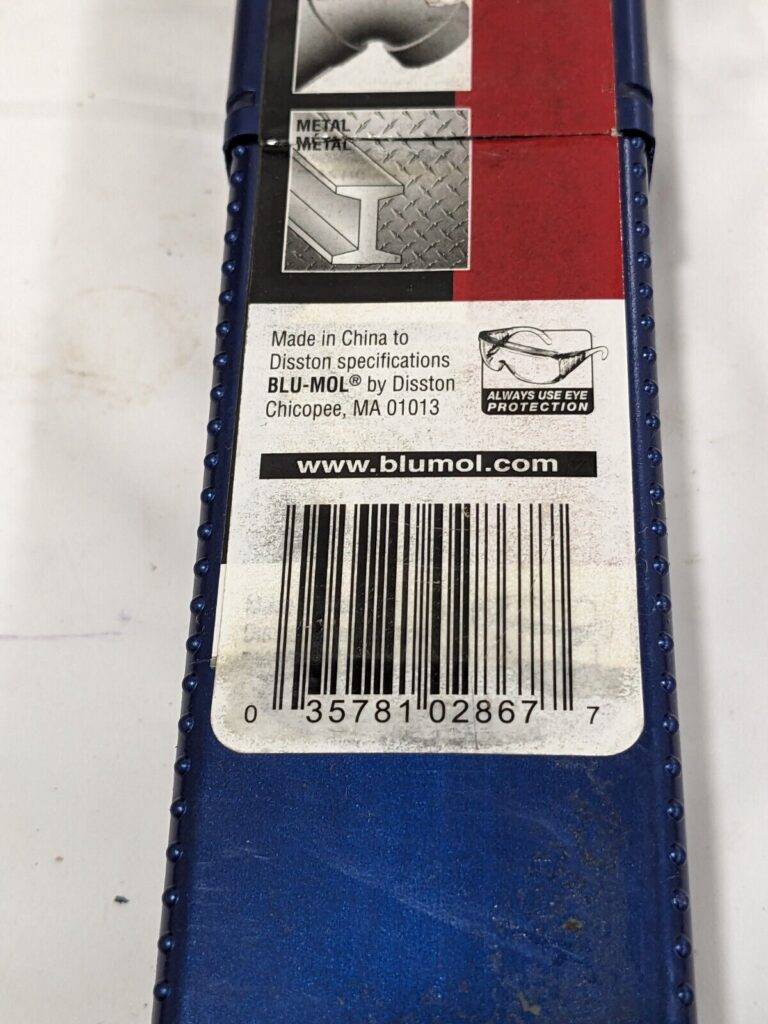 METAL
MÉTAL
Made in China to
Disston specifications
BLU-MOL® by Disston
Chicopee, MA 01013
ALWAYS USE EYE
PROTECTION
www.blumol.com
0 35781 02867 7